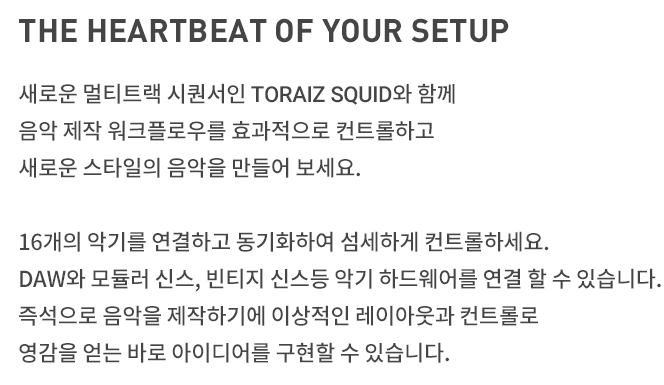 THE HEARTBEAT OF YOUR SETUP
새로운 멀티트랙 시퀀서인 TORAIZ SQUID와 함께
음악 제작 워크플로우를 효과적으로 컨트롤하고
새로운 스타일의 음악을 만들어 보세요.
16개의 악기를 연결하고 동기화하여 섬세하게 컨트롤하세요.
DAW와 모듈러 신스, 빈티지 신스등 악기 하드웨어를 연결 할 수 있습니다.
즉석으로 음악을 제작하기에 이상적인 레이아웃과 컨트롤로
영감을 얻는 바로 아이디어를 구현할 수 있습니다.